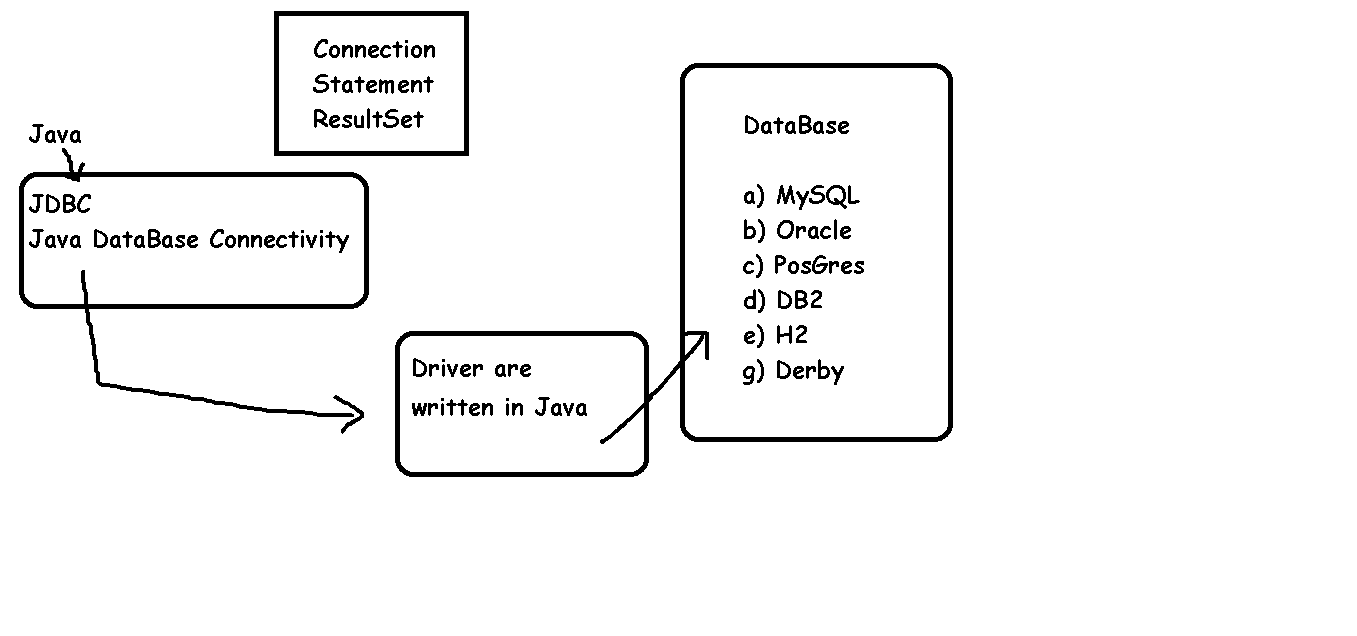 Connection
Statement
ResultSet
Java
JDBC
Java DataBase Connectivity
Driver are
written in Java
DataBase
a) MySQL
b) Oracle
c) PosGres
d) DB2
e) H2
g) Derby